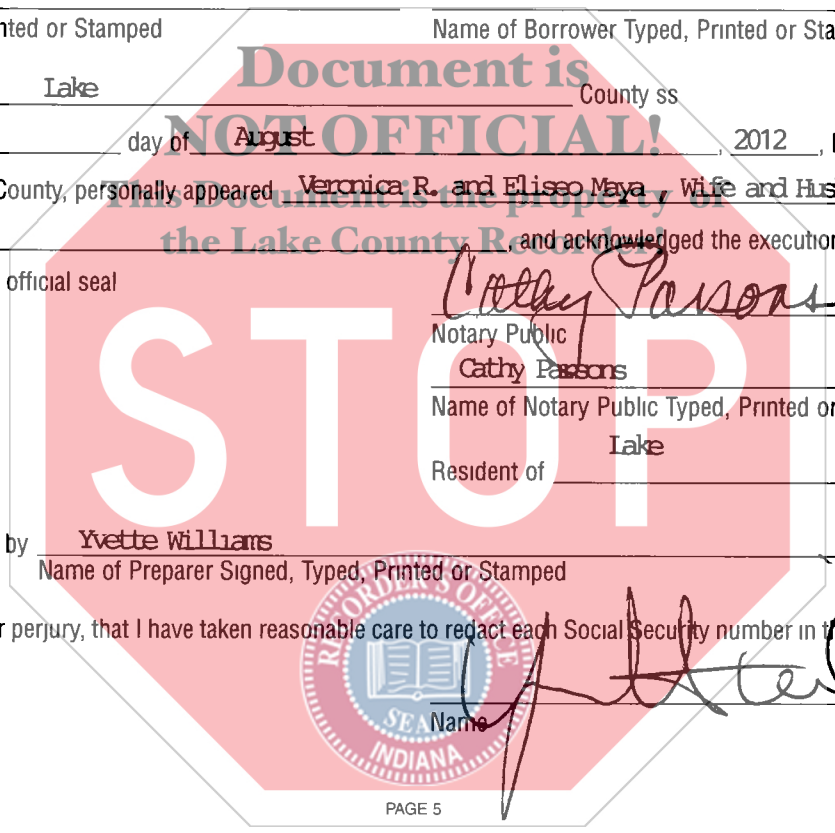 nted or Stamped Name of Borrower Typed, Printed or Sta
Document is
Lake County ss
NOT OFFICIAL!
day of August , 2012 ,
County, personally appeared Veronica R. and Eliseo Maya , Wife and Hus
This Document is the property of
the Lake County Recorder!
, and acknowledged the execution
official seal
Cathy Parsons
Notary Public
Cathy Parsons
Name of Notary Public Typed, Printed or
STOP
Lake
Resident of
by Yvette Williams
Name of Preparer Signed, Typed, Printed or Stamped
RECORDER'S OFFICE
r perjury, that I have taken reasonable care to redact each Social Security number in t
SEAL
Name
INDIANA
PAGE 5